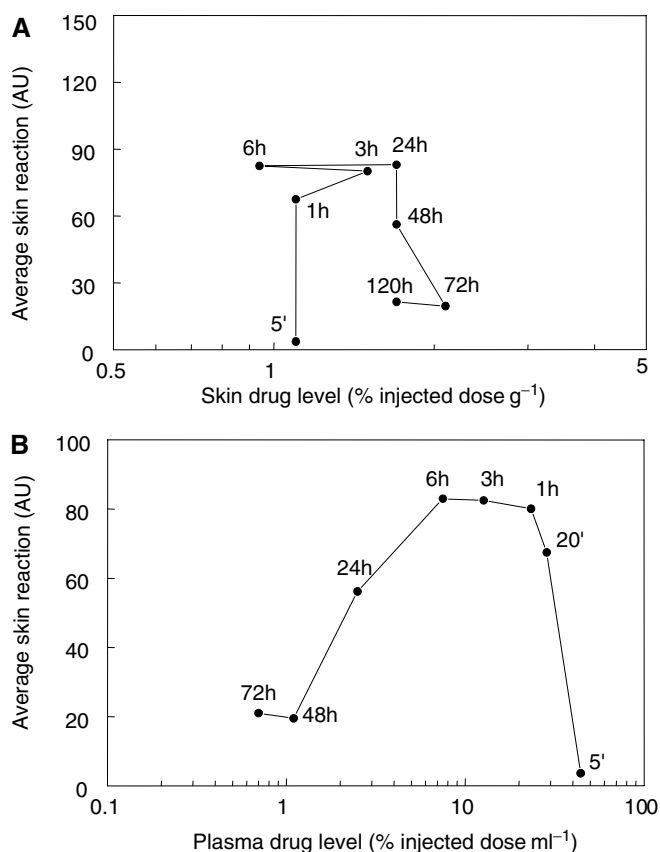 A
150
120
90
60
30
0
Average skin reaction (AU)
6h
3h
24h
1h
48h
120h
72h
5'
0.5
1
5
Skin drug level (% injected dose g⁻¹)
B
100
80
60
40
20
0
Average skin reaction (AU)
6h
3h
1h
20'
24h
72h
48h
5'
0.1
1
10
100
Plasma drug level (% injected dose ml⁻¹)